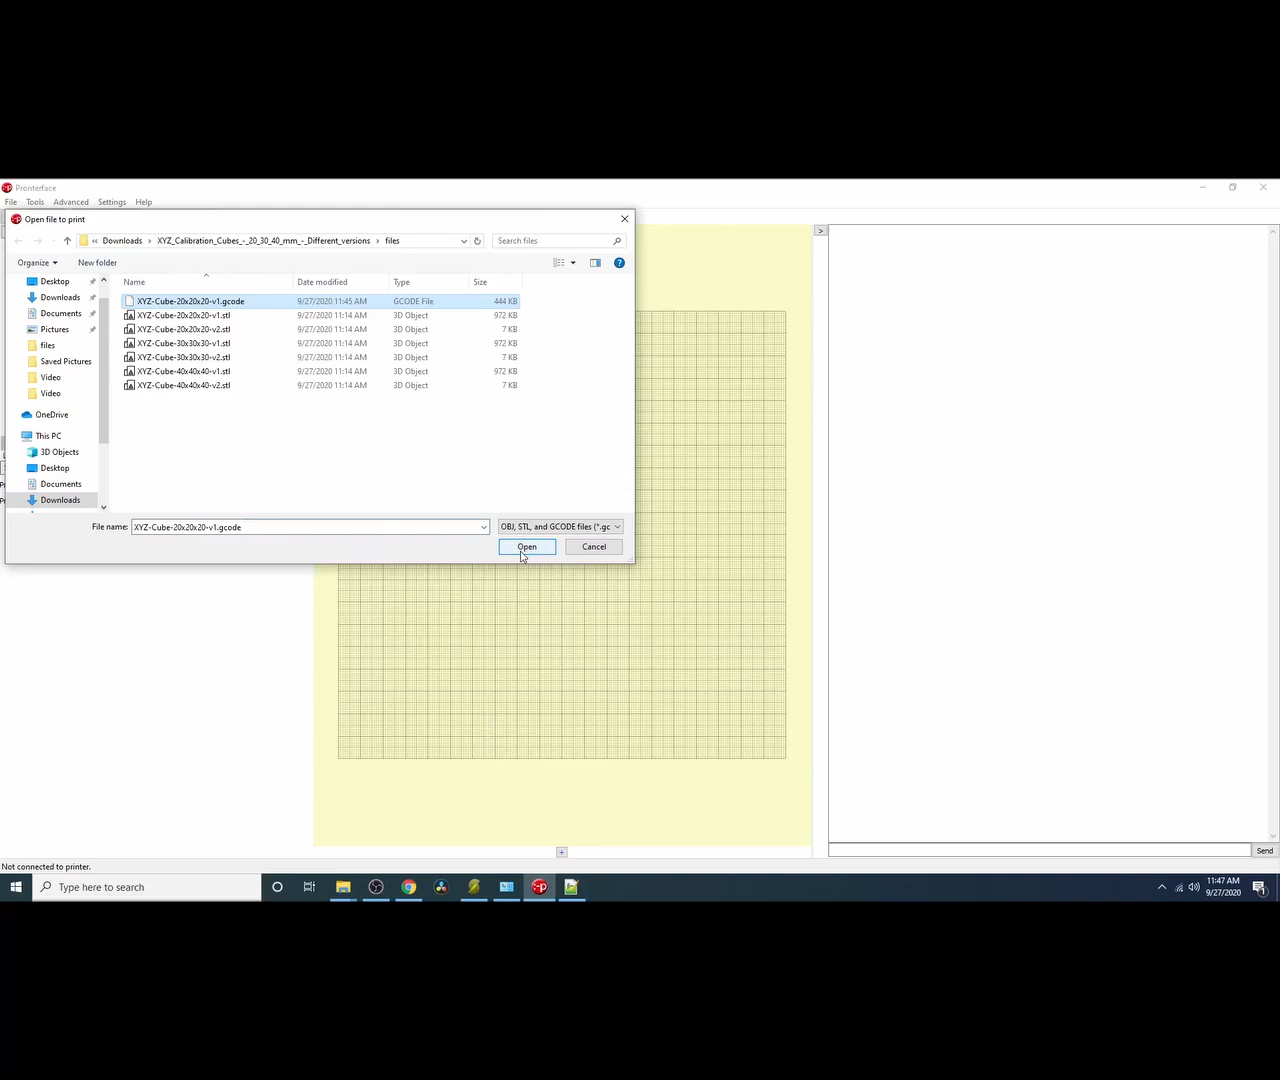 Pronterface
File Tools Advanced Settings Help
Open file to print
« Downloads > XYZ_Calibration_Cubes_-_20_30_40_mm_-_Different_versions > files
Search files
Organize New folder
Name Date modified Type Size
XYZ-Cube-20x20x20-v1.gcode 9/27/2020 11:45 AM GCODE File 444 KB
XYZ-Cube-20x20x20-v1.stl 9/27/2020 11:14 AM 3D Object 972 KB
XYZ-Cube-20x20x20-v2.stl 9/27/2020 11:14 AM 3D Object 7 KB
XYZ-Cube-30x30x30-v1.stl 9/27/2020 11:14 AM 3D Object 972 KB
XYZ-Cube-30x30x30-v2.stl 9/27/2020 11:14 AM 3D Object 7 KB
XYZ-Cube-40x40x40-v1.stl 9/27/2020 11:14 AM 3D Object 972 KB
XYZ-Cube-40x40x40-v2.stl 9/27/2020 11:14 AM 3D Object 7 KB
Desktop
Downloads
Documents
Pictures
files
Saved Pictures
Video
Video
OneDrive
This PC
3D Objects
Desktop
Documents
Downloads
File name: XYZ-Cube-20x20x20-v1.gcode
OBJ, STL, and GCODE files (*.gc
Open Cancel
Send
Not connected to printer.
Type here to search
11:47 AM
9/27/2020